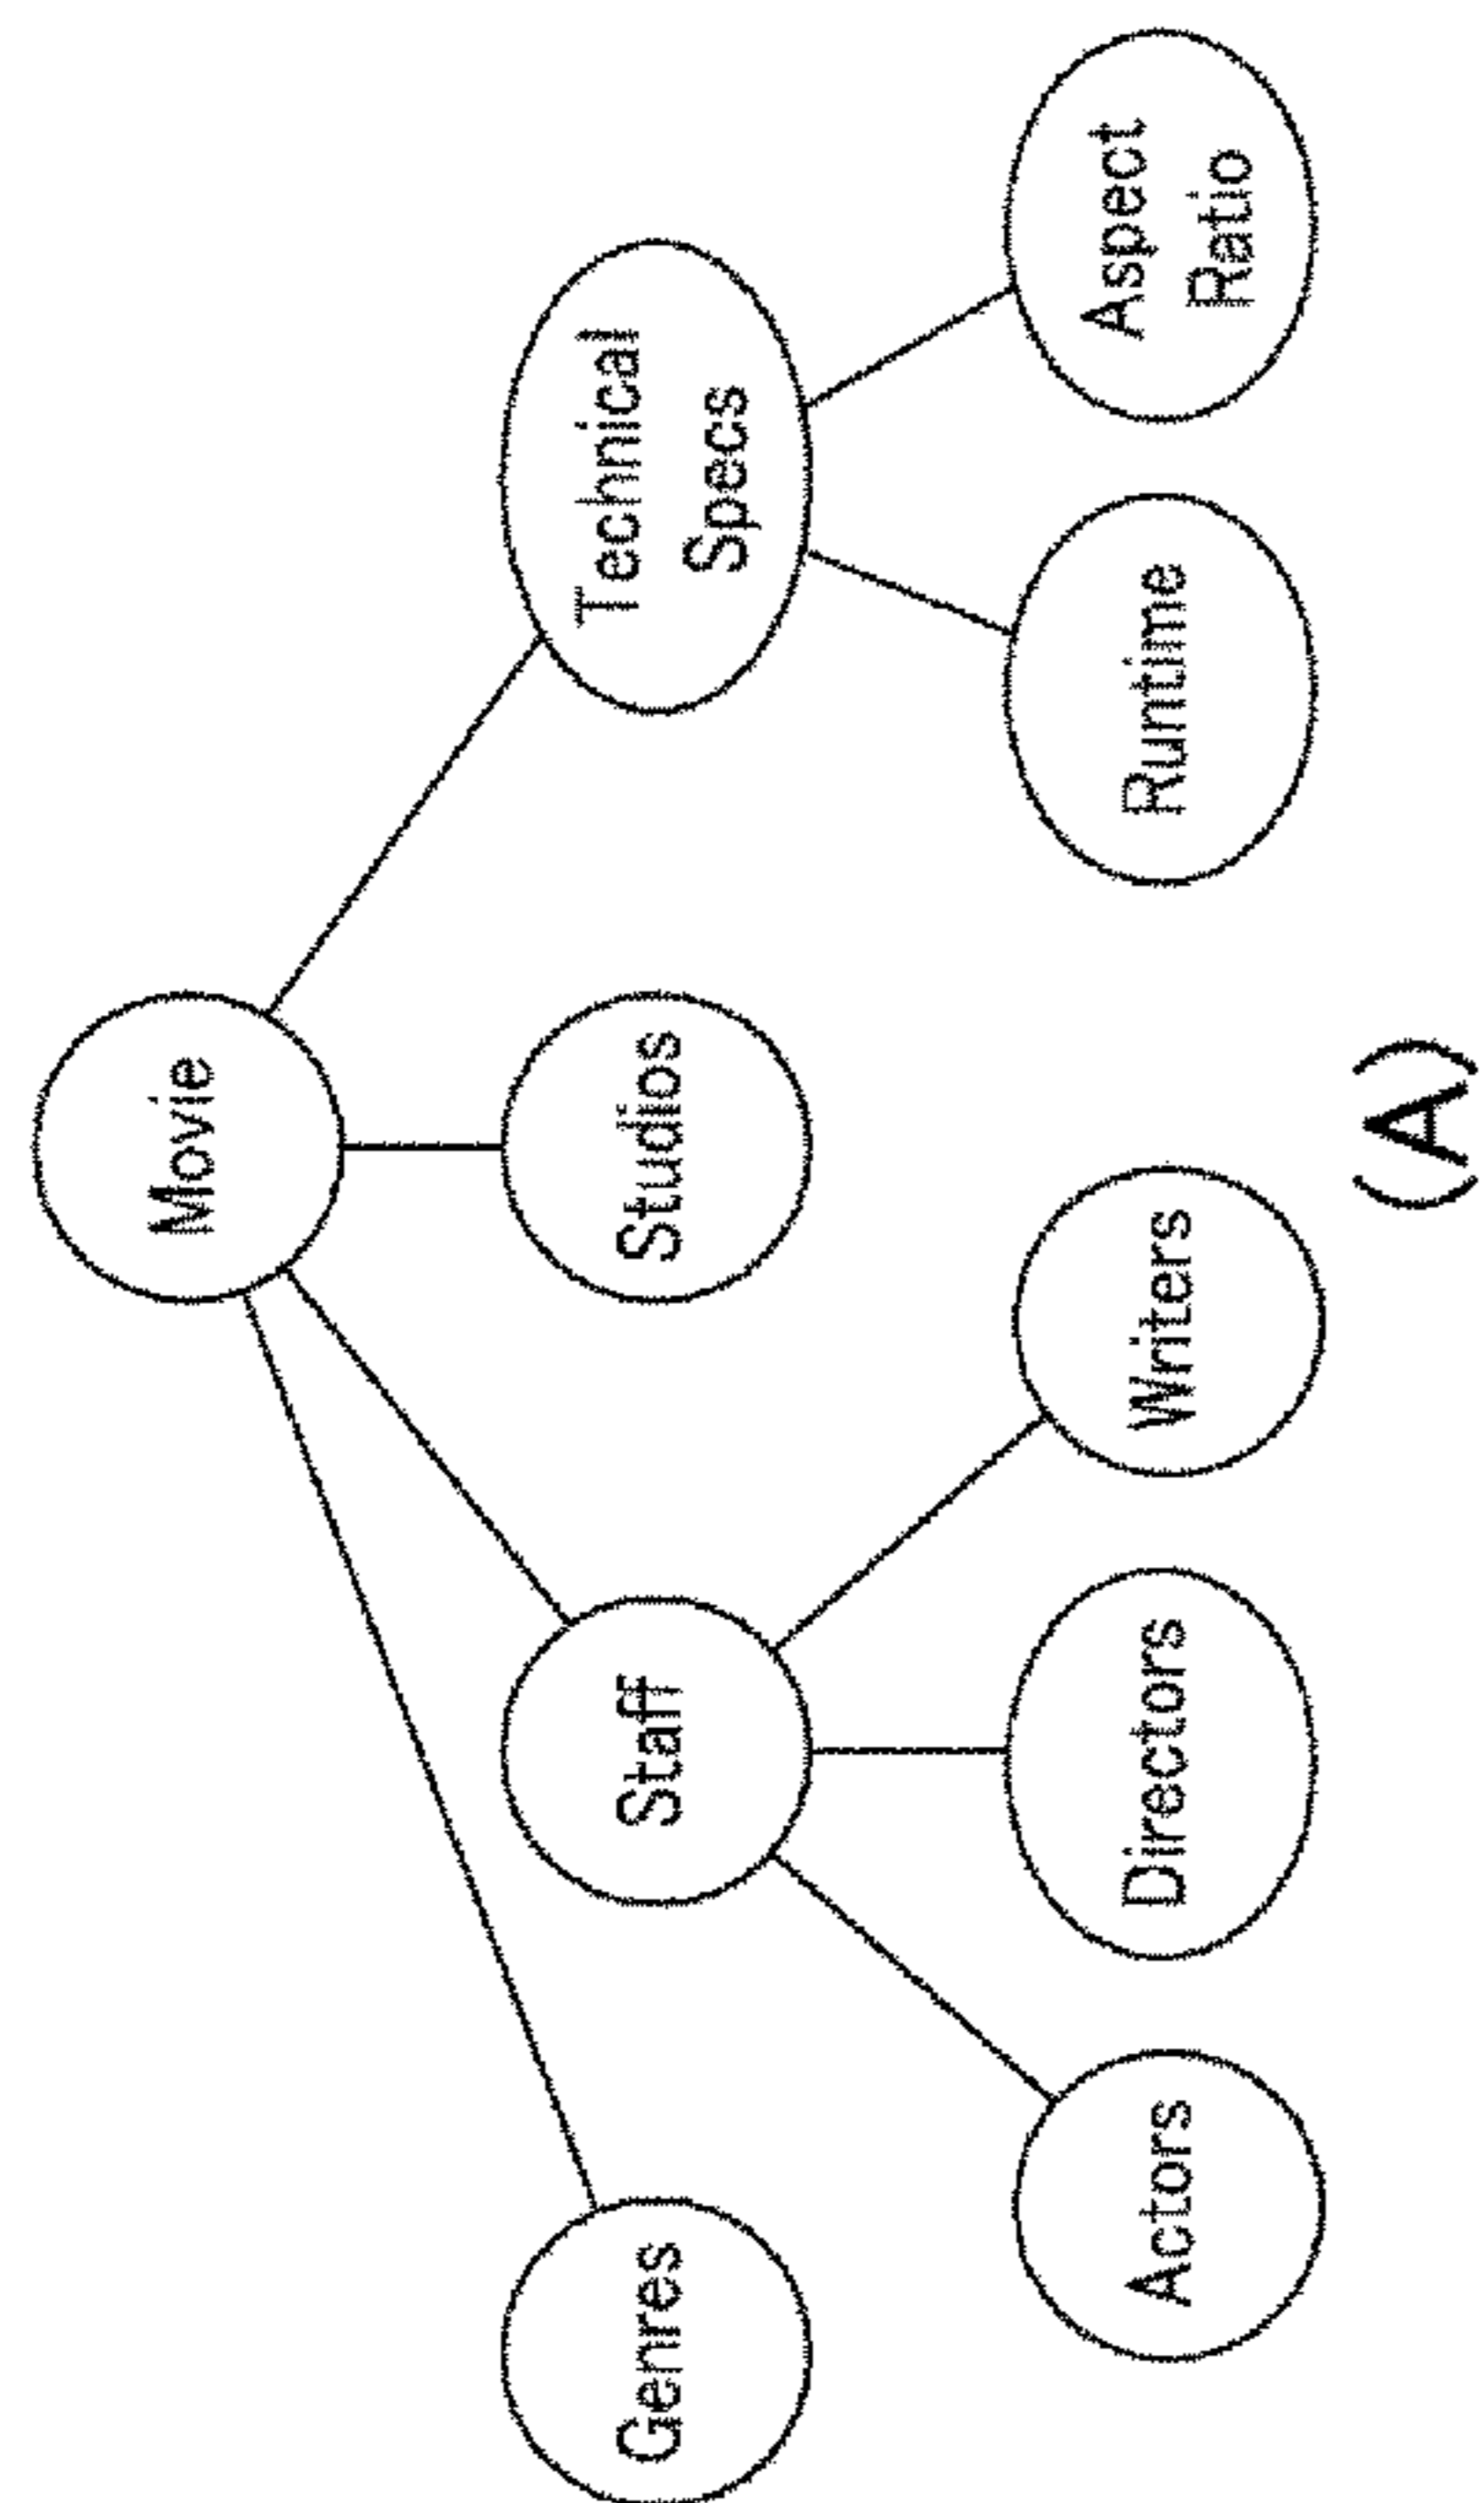 Movie
Genres
Staff
Studios
Technical
Specs
Actors
Directors
Writers
Runtime
Aspect
Ratio
(A)